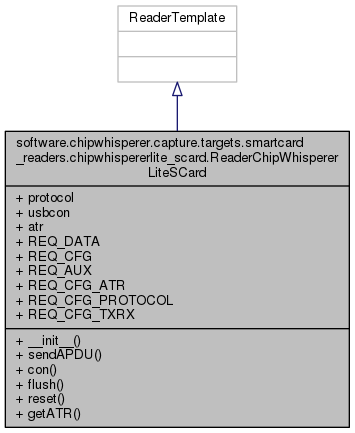 ReaderTemplate
software.chipwhisperer.capture.targets.smartcard
_readers.chipwhispererlite_scard.ReaderChipWhisperer
LiteSCard
+ protocol
+ usbcon
+ atr
+ REQ_DATA
+ REQ_CFG
+ REQ_AUX
+ REQ_CFG_ATR
+ REQ_CFG_PROTOCOL
+ REQ_CFG_TXRX
+ __init__()
+ sendAPDU()
+ con()
+ flush()
+ reset()
+ getATR()